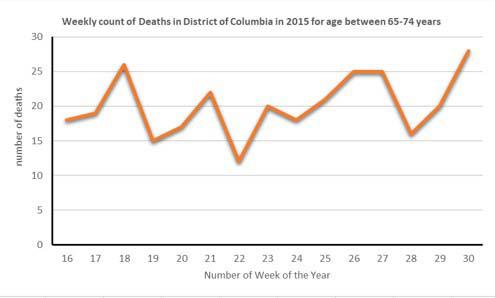 Weekly count of Deaths in District of Columbia in 2015 for age between 65-74 years
number of deaths
30
25
20
15
10
5
0
16 17 18 19 20 21 22 23 24 25 26 27 28 29 30
Number of Week of the Year